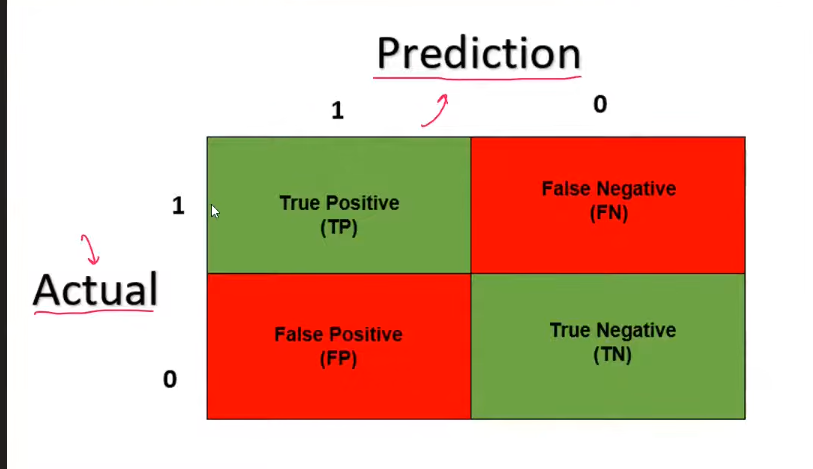 Prediction
1
0
1
True Positive
(TP)
False Negative
(FN)
Actual
0
False Positive
(FP)
True Negative
(TN)